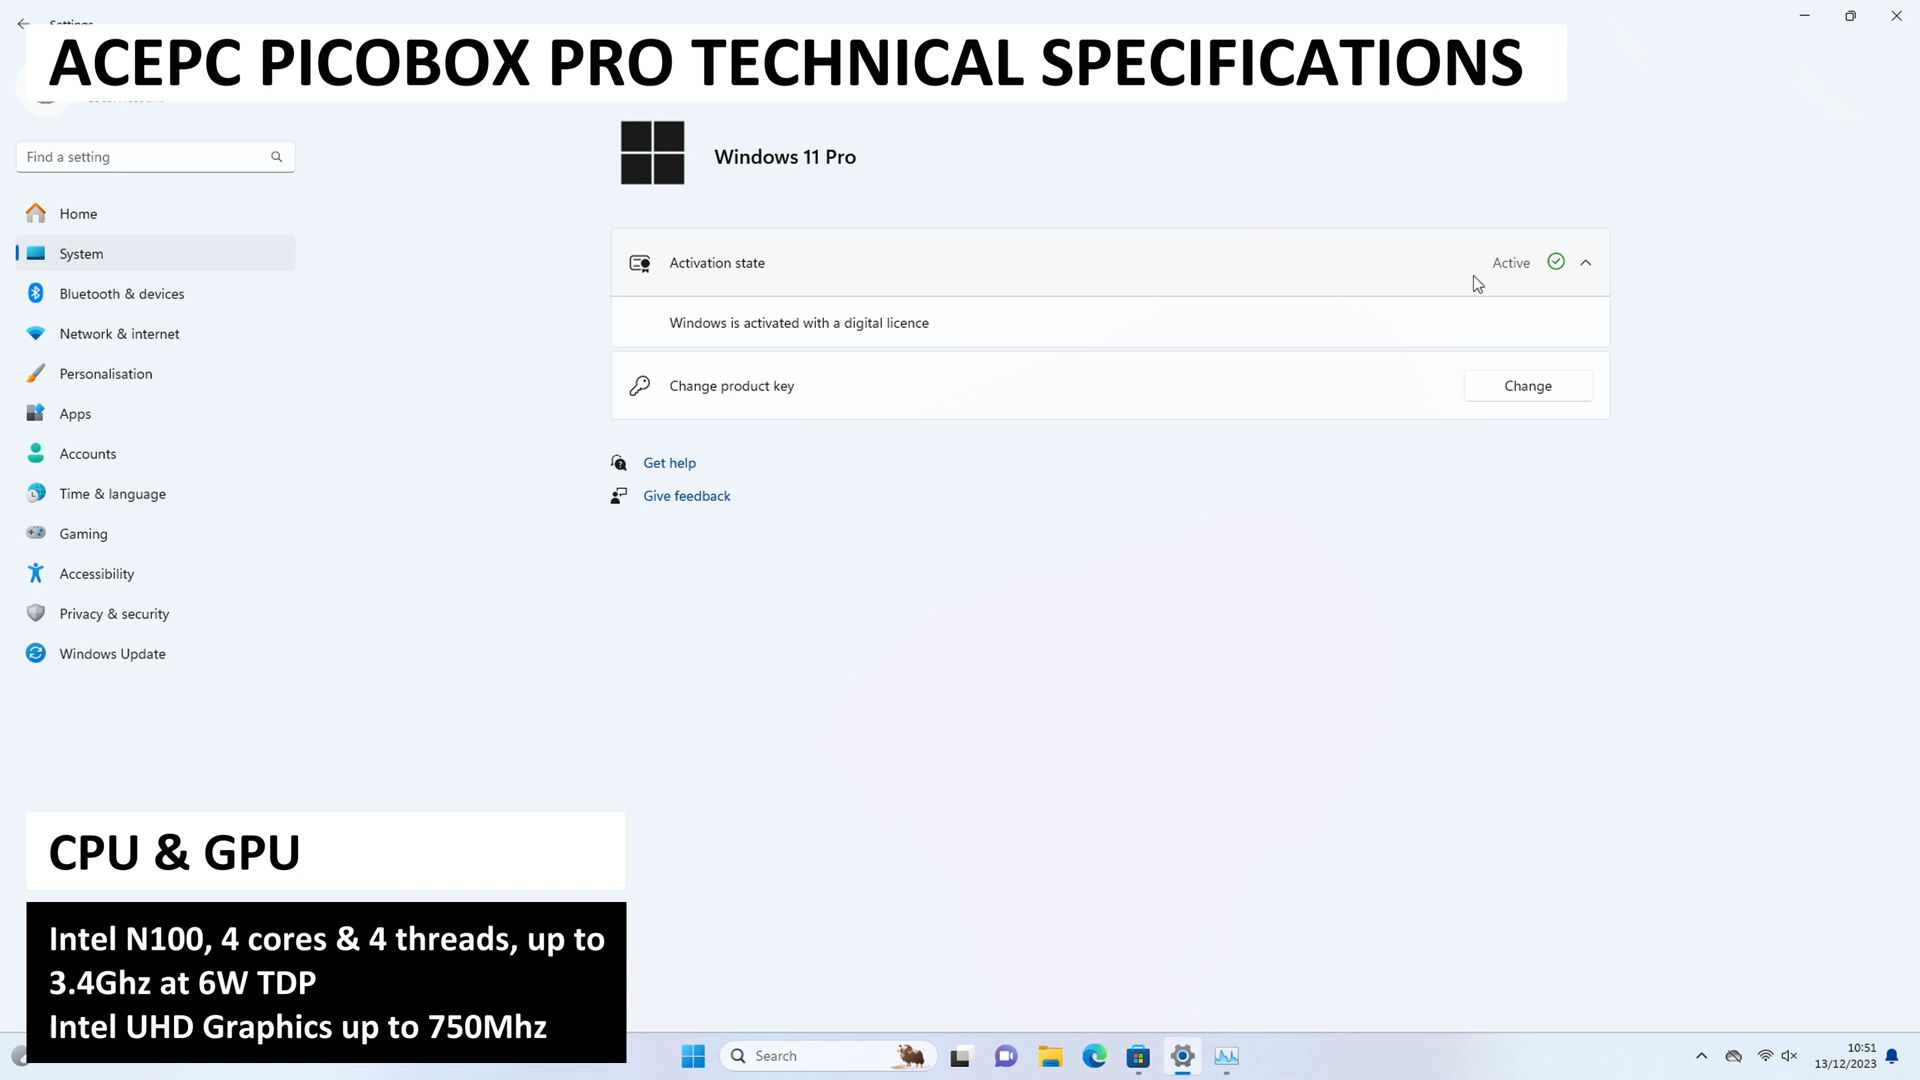 ACEPC PICOBOX PRO TECHNICAL SPECIFICATIONS
Find a setting
Windows 11 Pro
Home
System
Bluetooth & devices
Network & internet
Personalisation
Apps
Accounts
Time & language
Gaming
Accessibility
Privacy & security
Windows Update
Activation state
Active
Windows is activated with a digital licence
Change product key
Change
Get help
Give feedback
CPU & GPU
Intel N100, 4 cores & 4 threads, up to
3.4Ghz at 6W TDP
Intel UHD Graphics up to 750Mhz
Search
10:51
13/12/2023